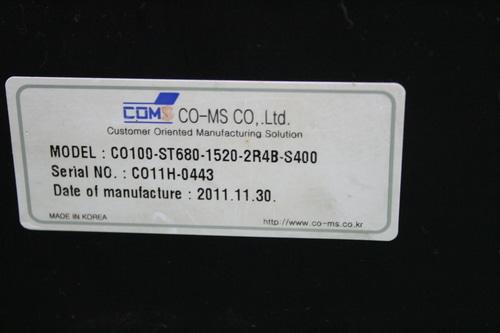 COMS CO-MS CO,.Ltd.
Customer Oriented Manufacturing Solution
MODEL : CO100-ST680-1520-2R4B-S400
Serial NO. : CO11H-0443
Date of manufacture : 2011.11.30.
MADE IN KOREA http://www.co-ms.co.kr